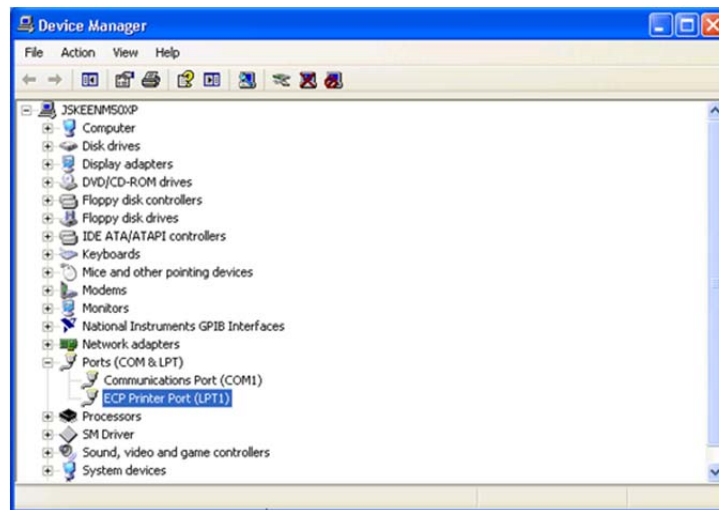 Device Manager
File Action View Help
JSKEENM50XP
Computer
Disk drives
Display adapters
DVD/CD-ROM drives
Floppy disk controllers
Floppy disk drives
IDE ATA/ATAPI controllers
Keyboards
Mice and other pointing devices
Modems
Monitors
National Instruments GPIB Interfaces
Network adapters
Ports (COM & LPT)
Communications Port (COM1)
ECP Printer Port (LPT1)
Processors
SM Driver
Sound, video and game controllers
System devices